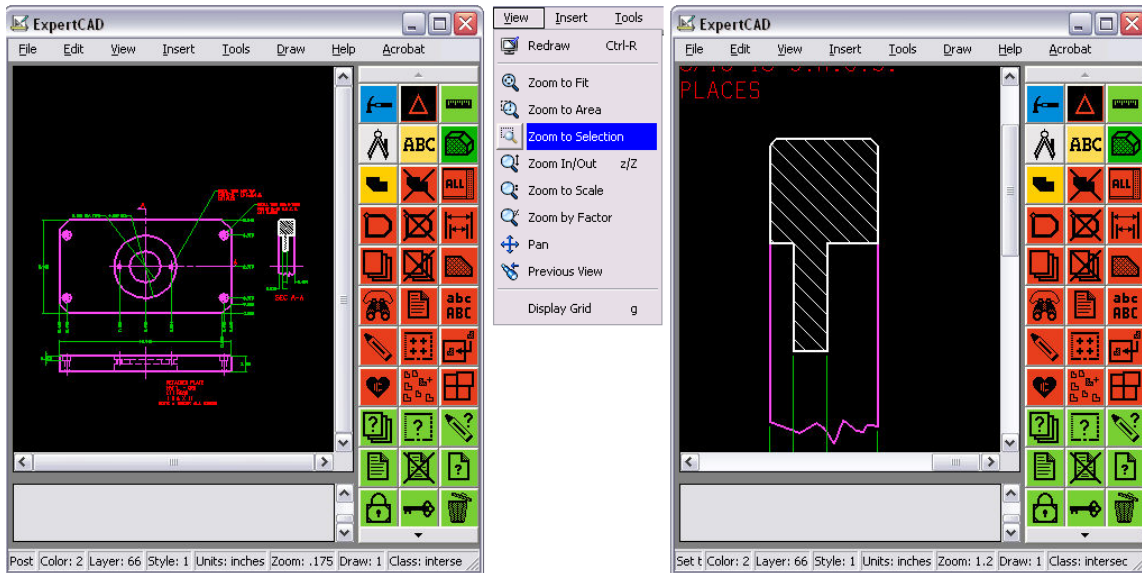 ExpertCAD
File Edit View Insert Tools Draw Help Acrobat
ABC
ALL
abc
ABC
SEC A-A
Post Color: 2 Layer: 66 Style: 1 Units: inches Zoom: .175 Draw: 1 Class: interse
View Insert Tools
Redraw Ctrl-R
Zoom to Fit
Zoom to Area
Zoom to Selection
Zoom In/Out z/Z
Zoom to Scale
Zoom by Factor
Pan
Previous View
Display Grid g
ExpertCAD
File Edit View Insert Tools Draw Help Acrobat
PLACES
ABC
ALL
abc
ABC
Set t Color: 2 Layer: 66 Style: 1 Units: inches Zoom: 1.2 Draw: 1 Class: intersec